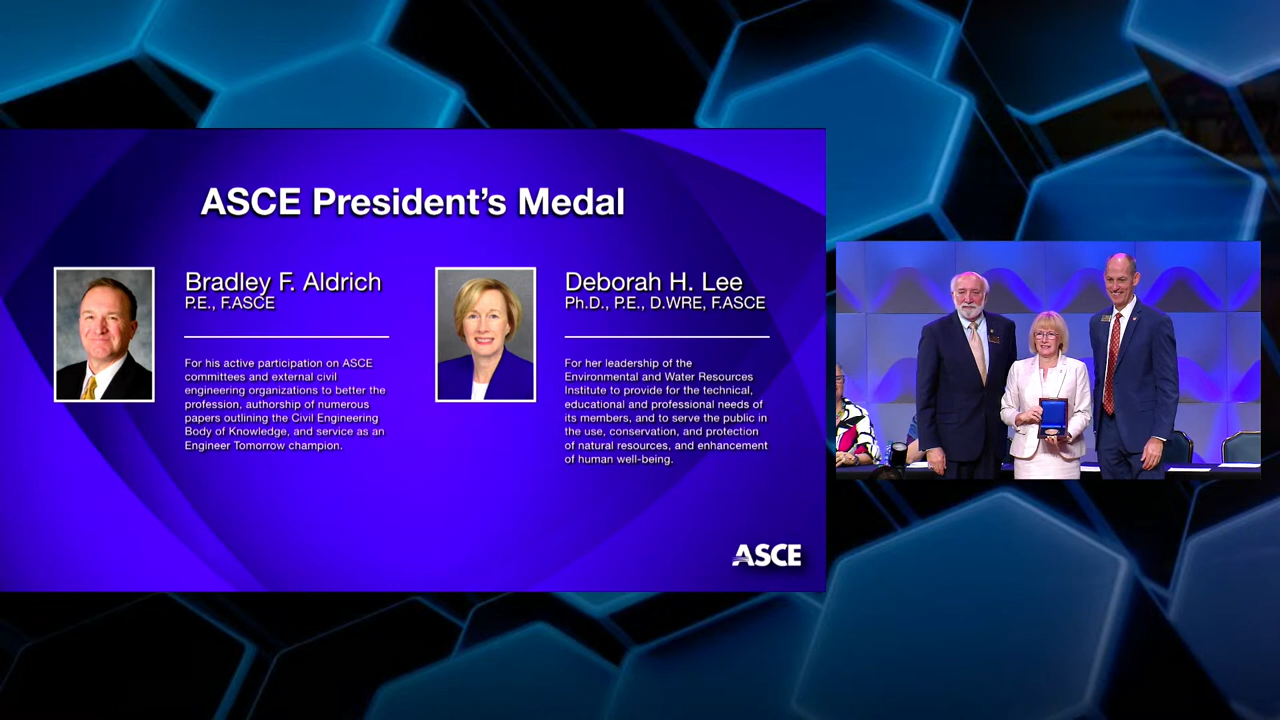 ASCE President's Medal
Bradley F. Aldrich
P.E., F.ASCE
For his active participation on ASCE
committees and external civil
engineering organizations to better the
profession, authorship of numerous
papers outlining the Civil Engineering
Body of Knowledge, and service as an
Engineer Tomorrow champion.
Deborah H. Lee
Ph.D., P.E., D.WRE, F.ASCE
For her leadership of the
Environmental and Water Resources
Institute to provide for the technical,
educational and professional needs of
its members, and to serve the public in
the use, conservation, and protection
of natural resources, and enhancement
of human well-being.
ASCE